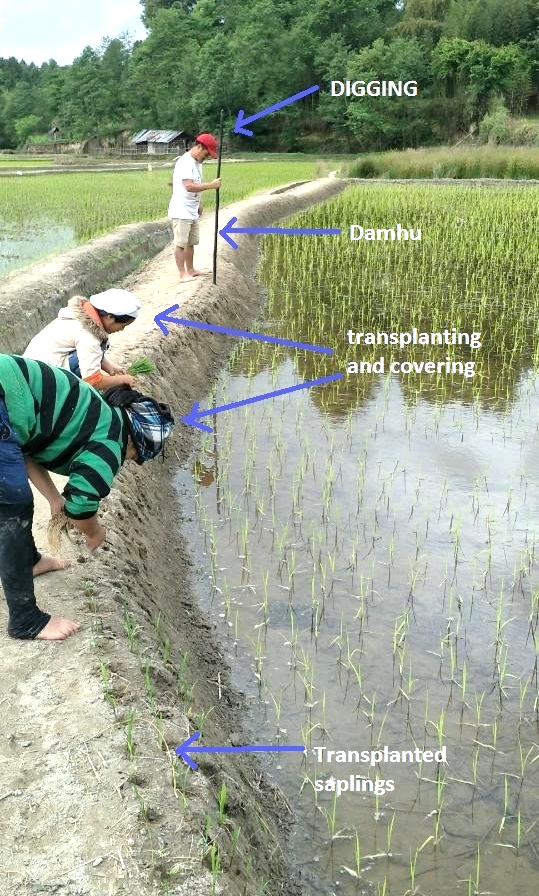 DIGGING
Damhu
transplanting
and covering
Transplanted
saplings